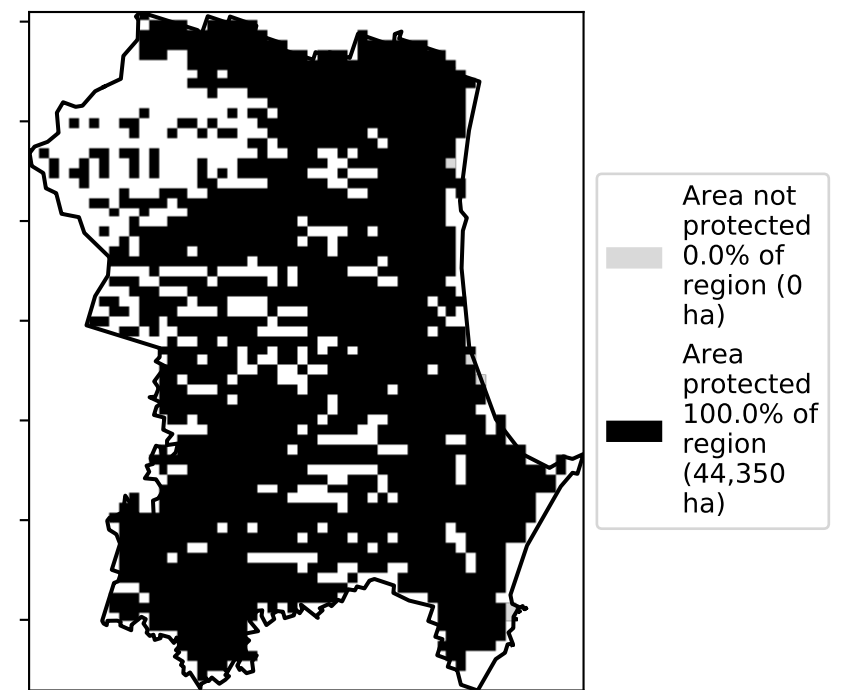 Area not
protected
0.0% of
region (0
ha)
Area
protected
100.0% of
region
(44,350
ha)